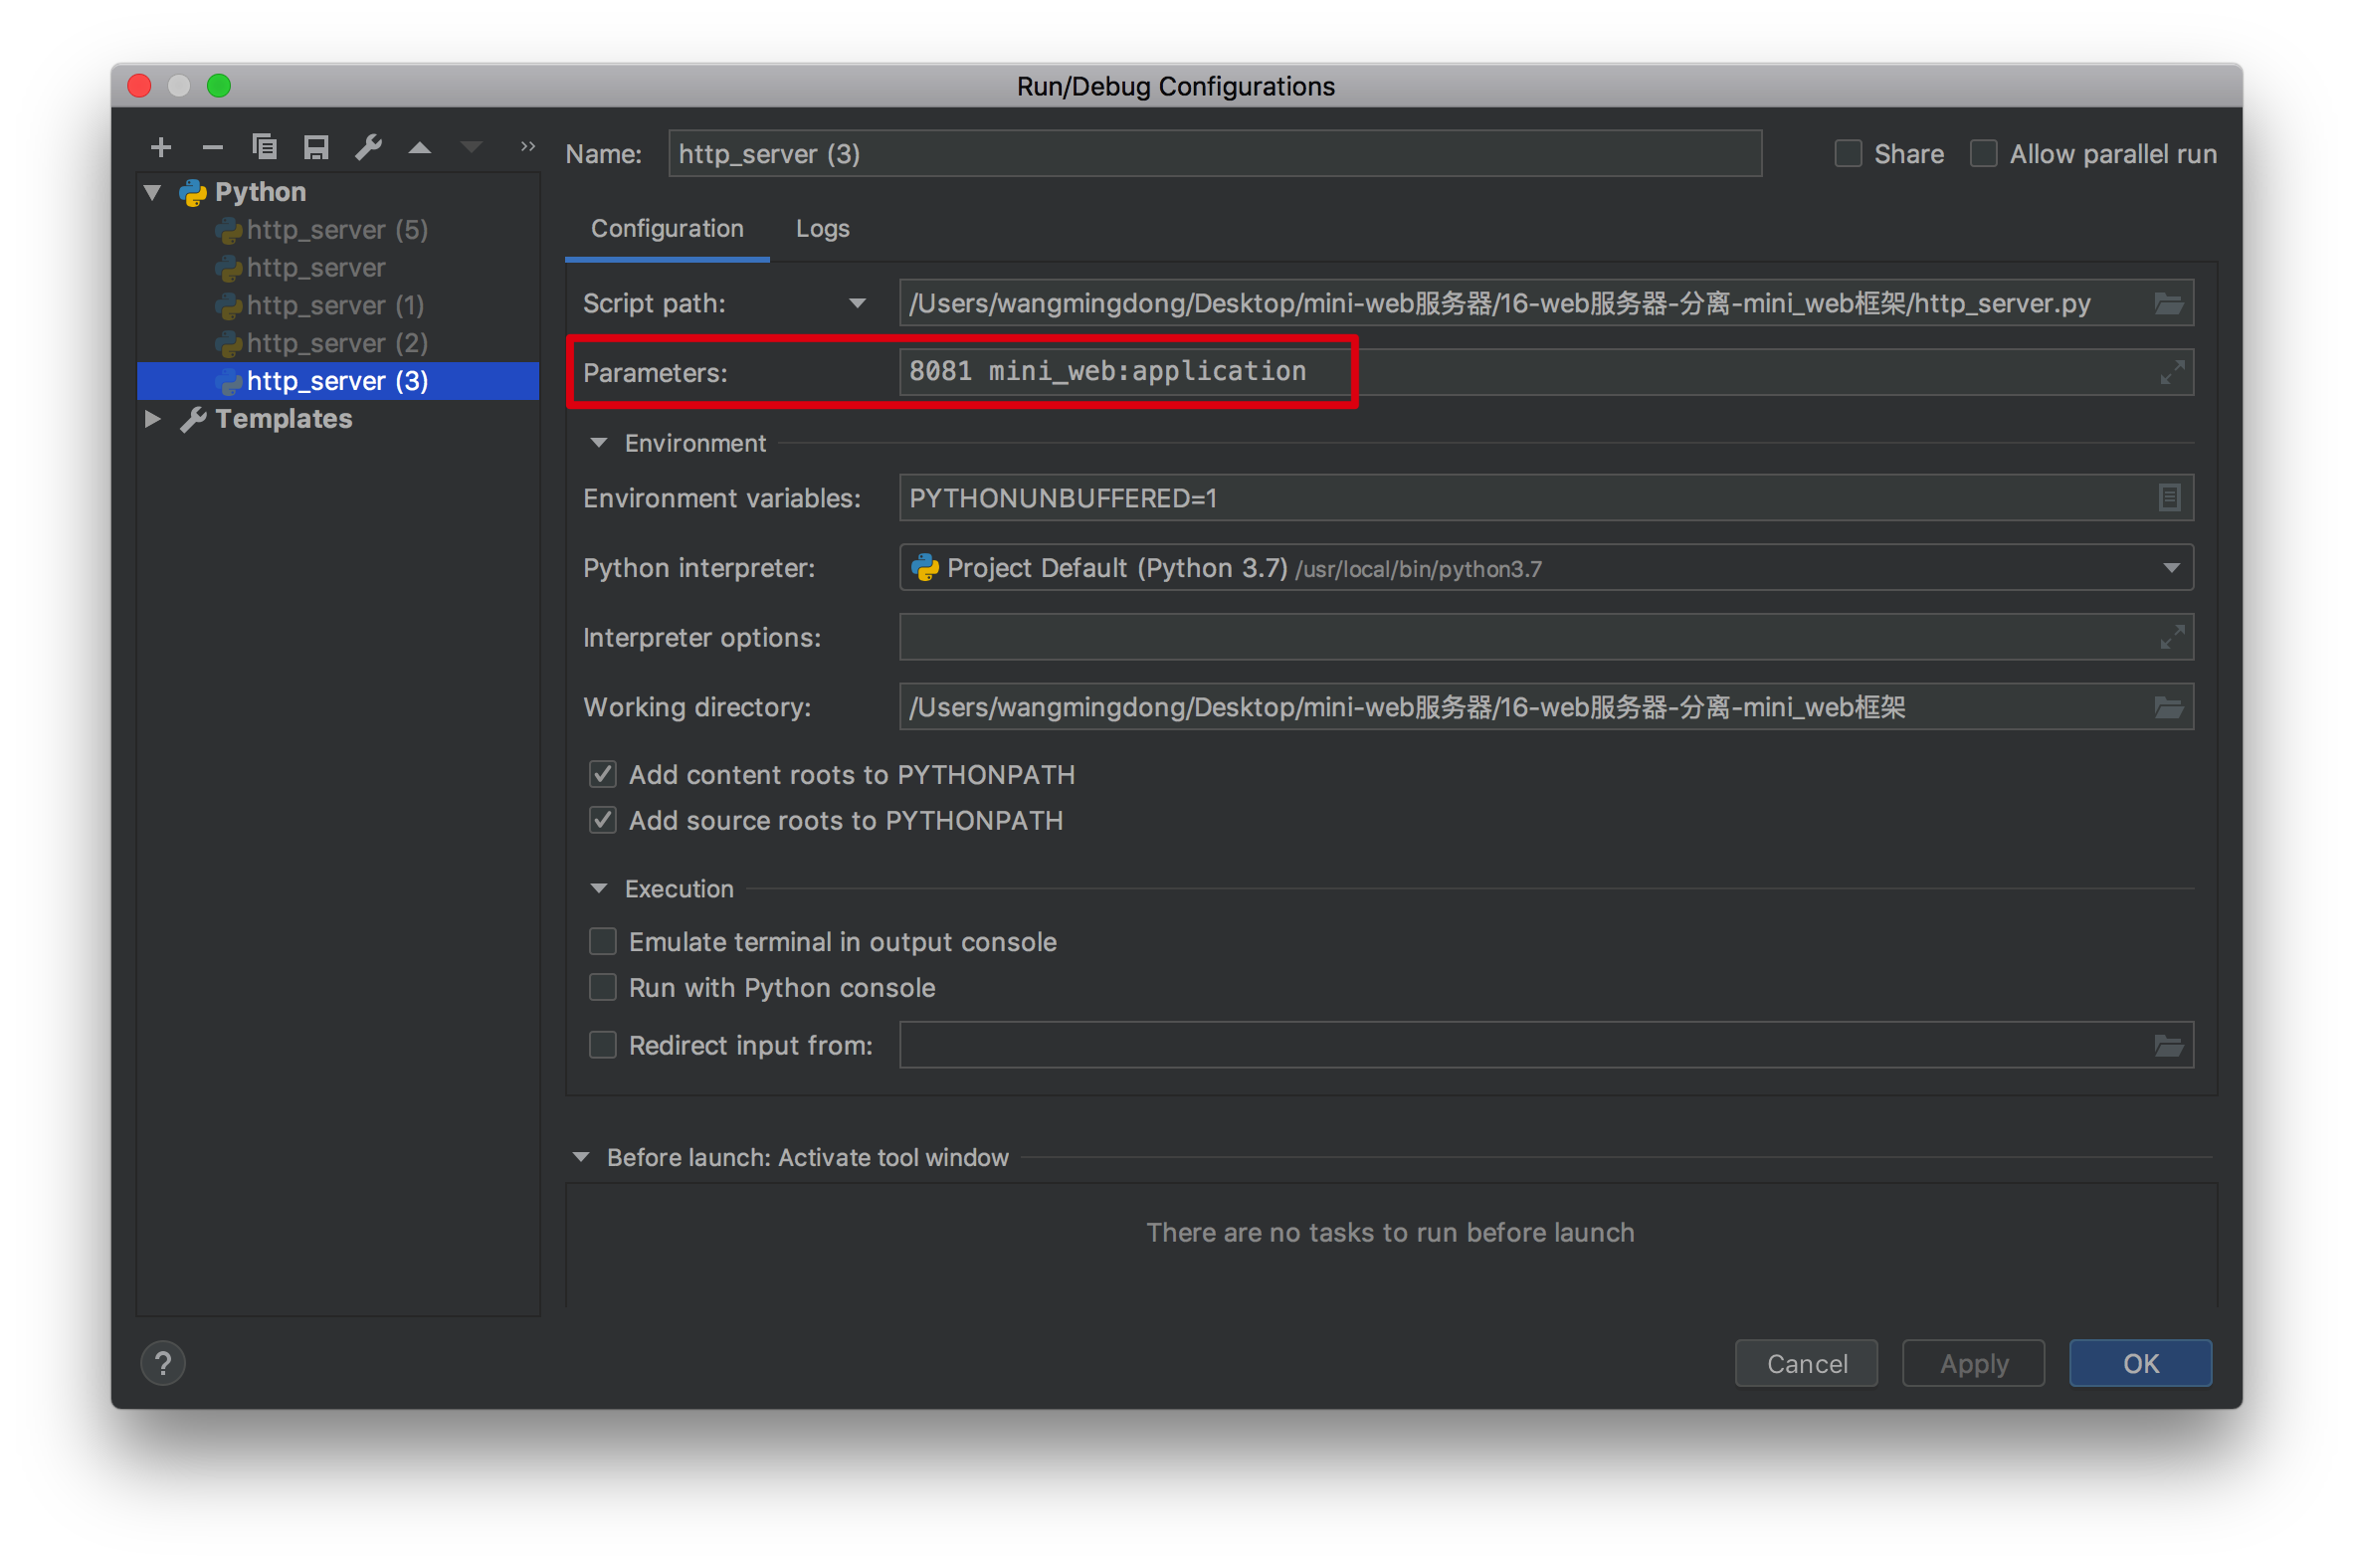 Run/Debug Configurations
Name: http_server (3)
Share
Allow parallel run
Python
http_server (5)
http_server
http_server (1)
http_server (2)
http_server (3)
Templates
Configuration
Logs
Script path: /Users/wangmingdong/Desktop/mini-web服务器/16-web服务器-分离-mini_web框架/http_server.py
Parameters: 8081 mini_web:application
Environment
Environment variables: PYTHONUNBUFFERED=1
Python interpreter: Project Default (Python 3.7) /usr/local/bin/python3.7
Interpreter options:
Working directory: /Users/wangmingdong/Desktop/mini-web服务器/16-web服务器-分离-mini_web框架
Add content roots to PYTHONPATH
Add source roots to PYTHONPATH
Execution
Emulate terminal in output console
Run with Python console
Redirect input from:
Before launch: Activate tool window
There are no tasks to run before launch
?
Cancel
Apply
OK